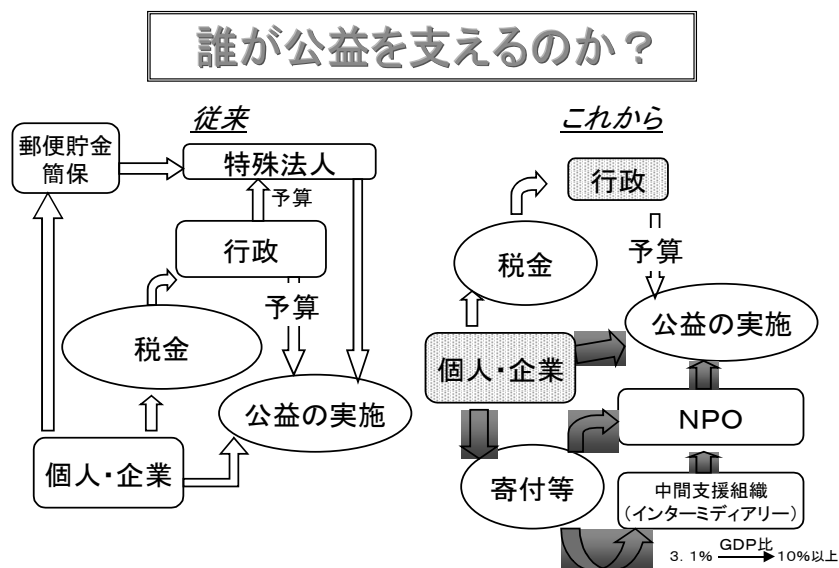 誰が公益を支えるのか？
従来
郵便貯金
簡保
特殊法人
予算
行政
予算
税金
公益の実施
個人・企業
これから
行政
税金
予算
公益の実施
個人・企業
NPO
寄付等
中間支援組織
（インターミディアリー）
GDP比
3．1％ 10％以上